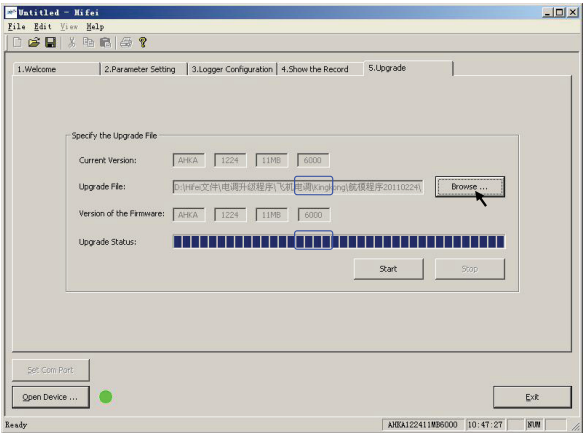 Untitled - Hifei
File Edit View Help
1.Welcome 2.Parameter Setting 3.Logger Configuration 4.Show the Record 5.Upgrade
Specify the Upgrade File
Current Version: AHKA 1224 11MB 6000
Upgrade File: D:\Hifei文件\电调升级程序\飞机电调\Kingkong\航模程序20110224\ Browse ...
Version of the Firmware: AHKA 1224 11MB 6000
Upgrade Status:
Start Stop
Set Com Port
Open Device ... Exit
Ready AHKA122411MB6000 10:47:27 NUM